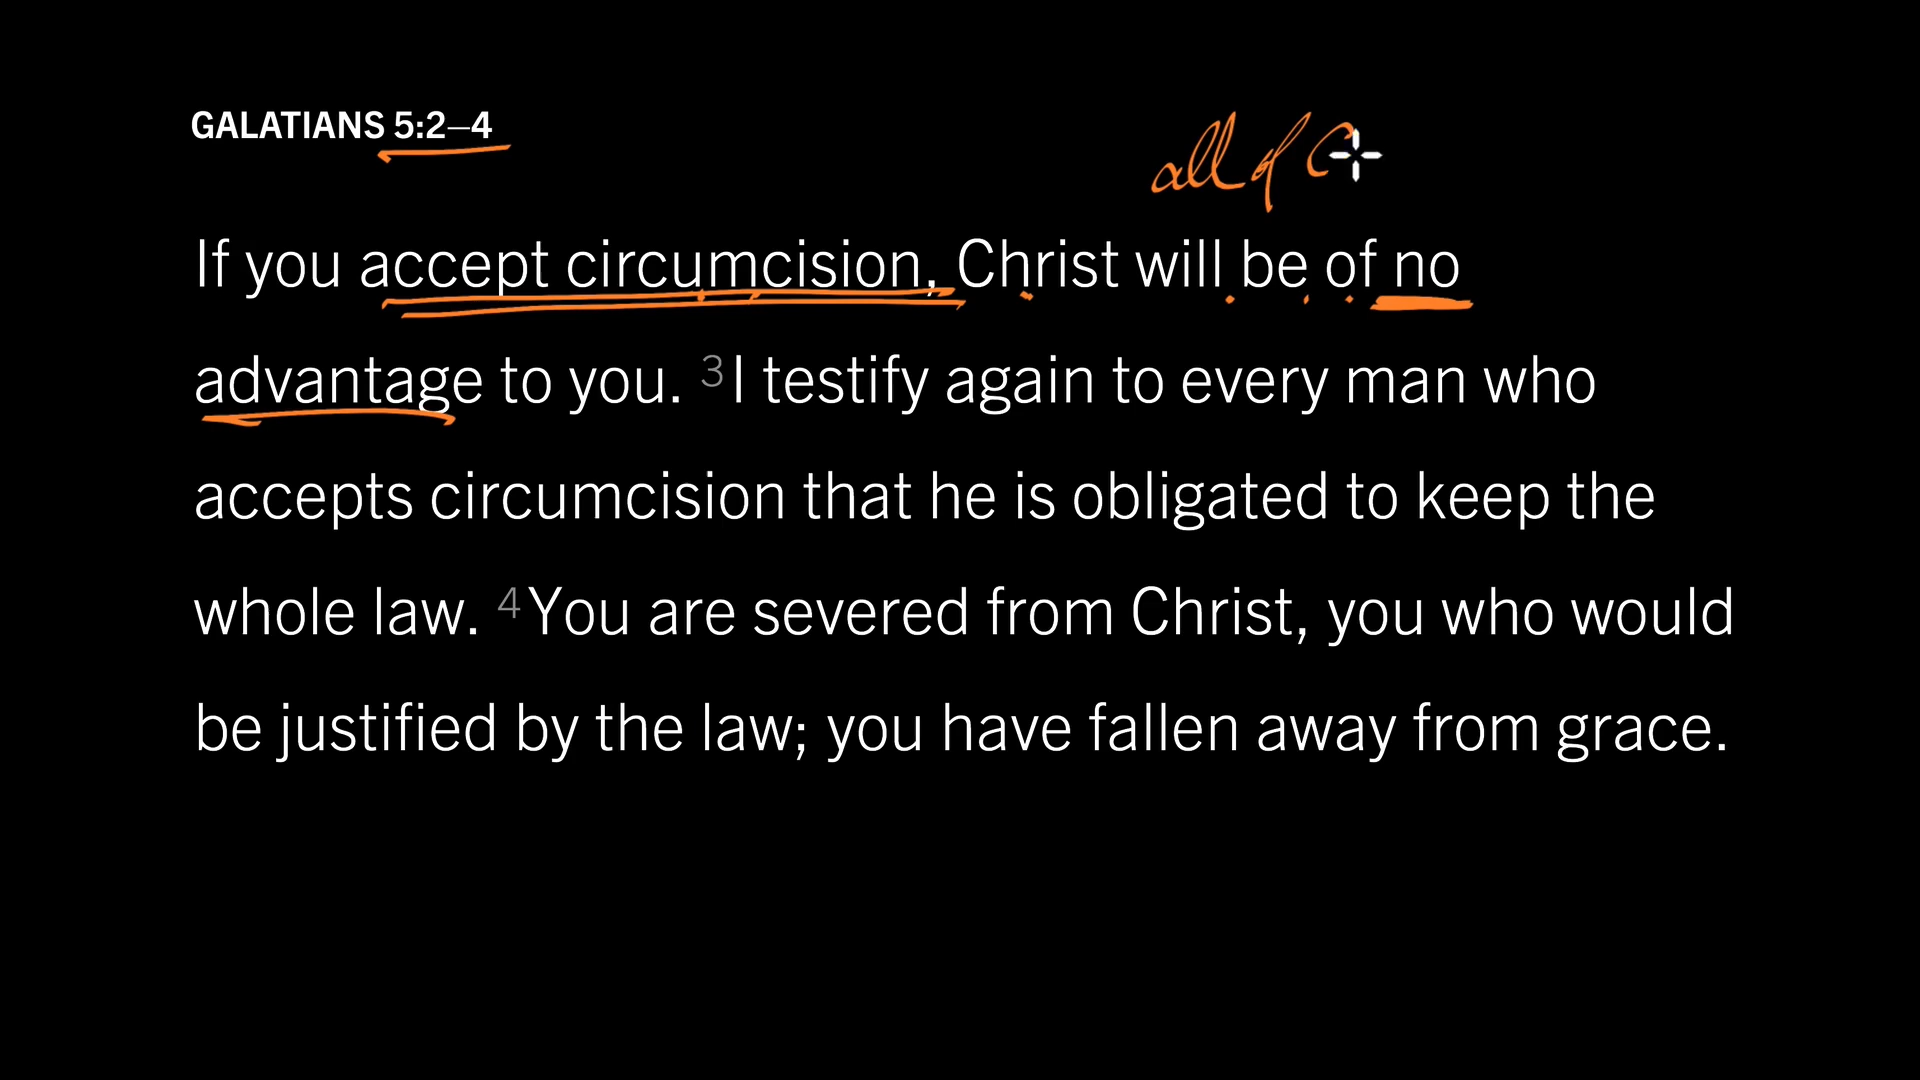 GALATIANS 5:2–4
all of
If you accept circumcision, Christ will be of no
advantage to you. 3 I testify again to every man who
accepts circumcision that he is obligated to keep the
whole law. 4 You are severed from Christ, you who would
be justified by the law; you have fallen away from grace.